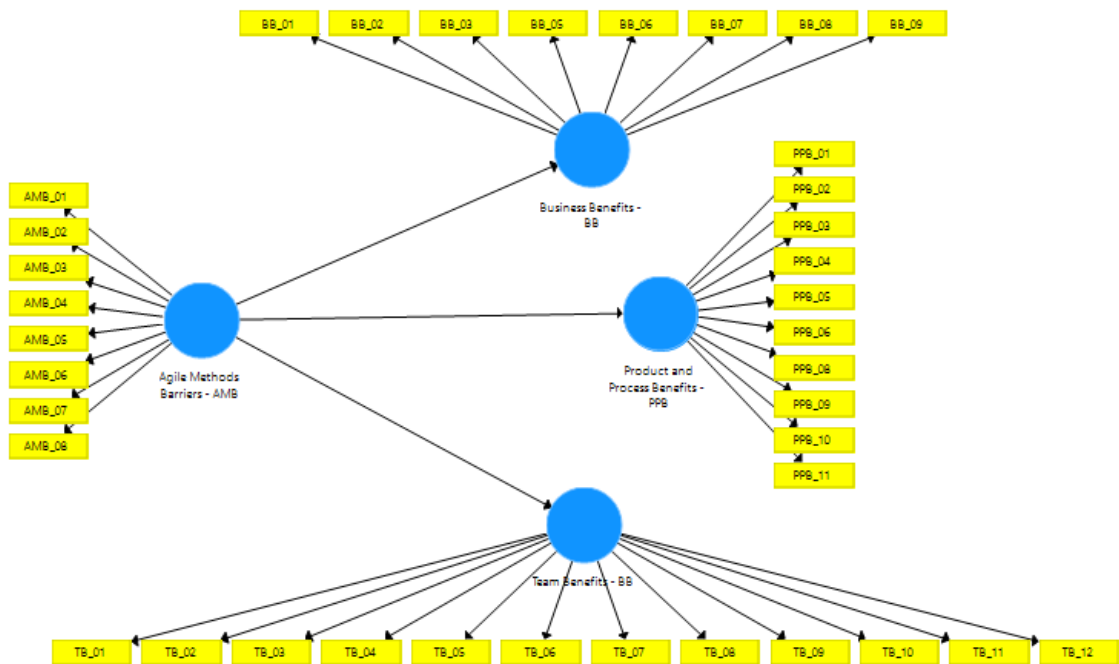 BB_01
BB_02
BB_03
BB_05
BB_06
BB_07
BB_08
BB_09
Business Benefits -
BB
AMB_01
AMB_02
AMB_03
AMB_04
AMB_05
AMB_06
AMB_07
AMB_08
Agile Methods
Barriers - AMB
PPB_01
PPB_02
PPB_03
PPB_04
PPB_05
PPB_06
PPB_08
PPB_09
PPB_10
PPB_11
Product and
Process Benefits -
PPB
Team Benefits - BB
TB_01
TB_02
TB_03
TB_04
TB_05
TB_06
TB_07
TB_08
TB_09
TB_10
TB_11
TB_12